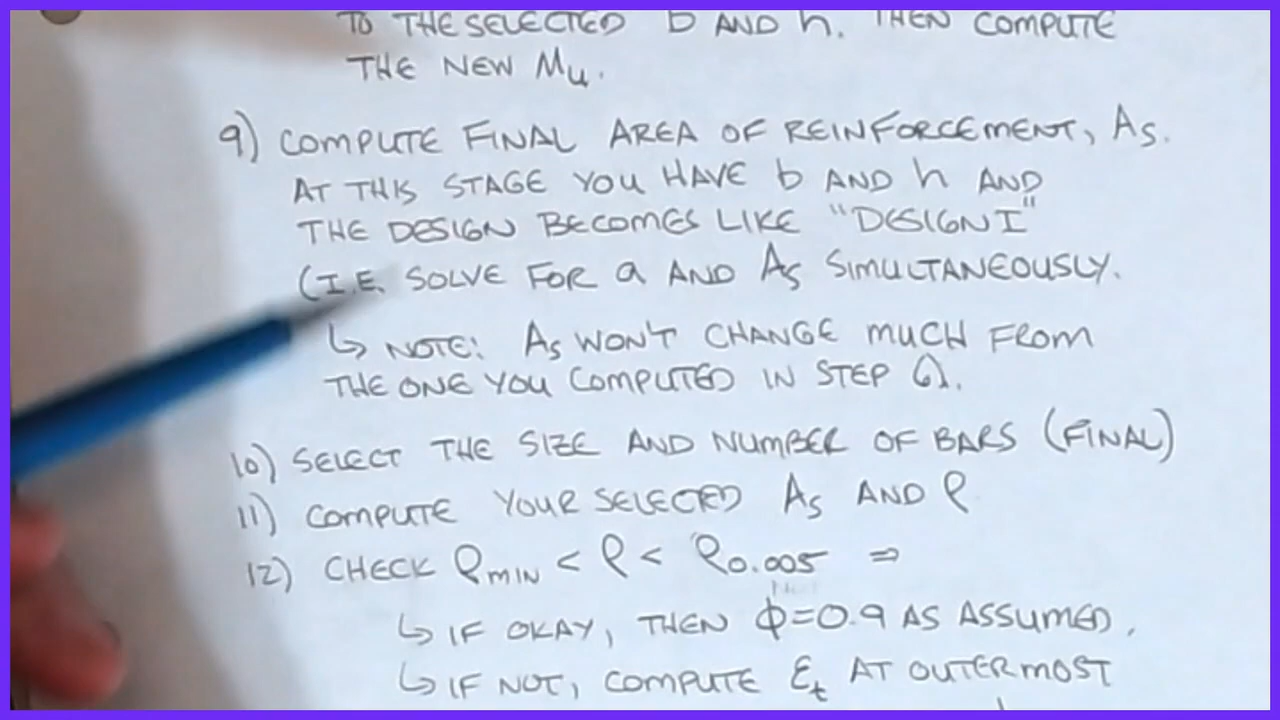 TO THE SELECTED b AND h. THEN COMPUTE
THE NEW Mu.
9) COMPUTE FINAL AREA OF REINFORCEMENT, As.
AT THIS STAGE YOU HAVE b AND h AND
THE DESIGN BECOMES LIKE "DESIGN I"
(I.E. SOLVE FOR a AND As SIMULTANEOUSLY.
↳ NOTE: As WON'T CHANGE MUCH FROM
THE ONE YOU COMPUTED IN STEP 6).
10) SELECT THE SIZE AND NUMBER OF BARS (FINAL)
11) COMPUTE YOUR SELECTED As AND ρ
12) CHECK ρMIN < ρ < ρ0.005 ⇒
↳ IF OKAY, THEN ϕ=0.9 AS ASSUMED.
↳ IF NOT, COMPUTE Ɛt AT OUTERMOST